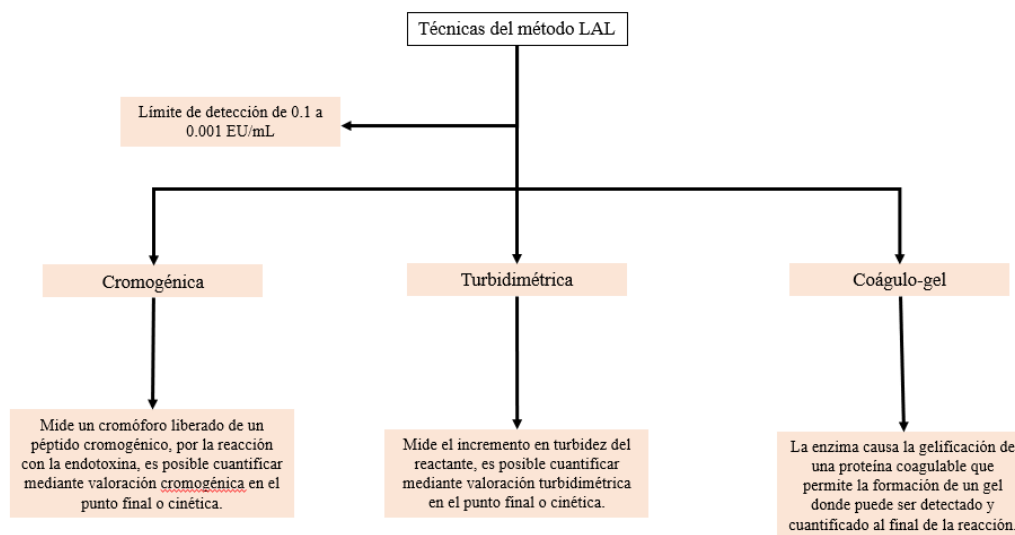 Técnicas del método LAL
Límite de detección de 0.1 a
0.001 EU/mL
Cromogénica
Turbidimétrica
Coágulo-gel
Mide un cromóforo liberado de un
péptido cromogénico, por la reacción
con la endotoxina, es posible cuantificar
mediante valoración cromogénica en el
punto final o cinética.
Mide el incremento en turbidez del
reactante, es posible cuantificar
mediante valoración turbidimétrica
en el punto final o cinética.
La enzima causa la gelificación de
una proteína coagulable que
permite la formación de un gel
donde puede ser detectado y
cuantificado al final de la reacción.